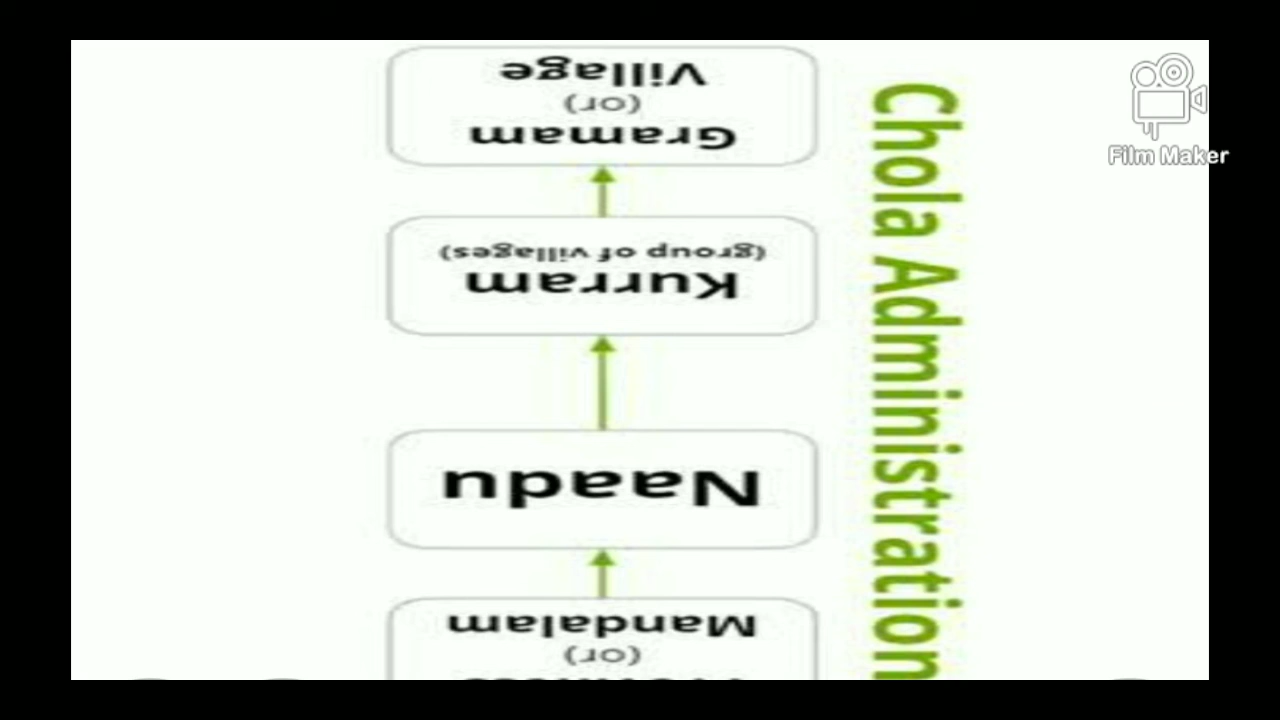 Chola Administration
(or)
Mandalam
Naadu
Kurram
(group of villages)
Gramam
(or)
Village
Film Maker